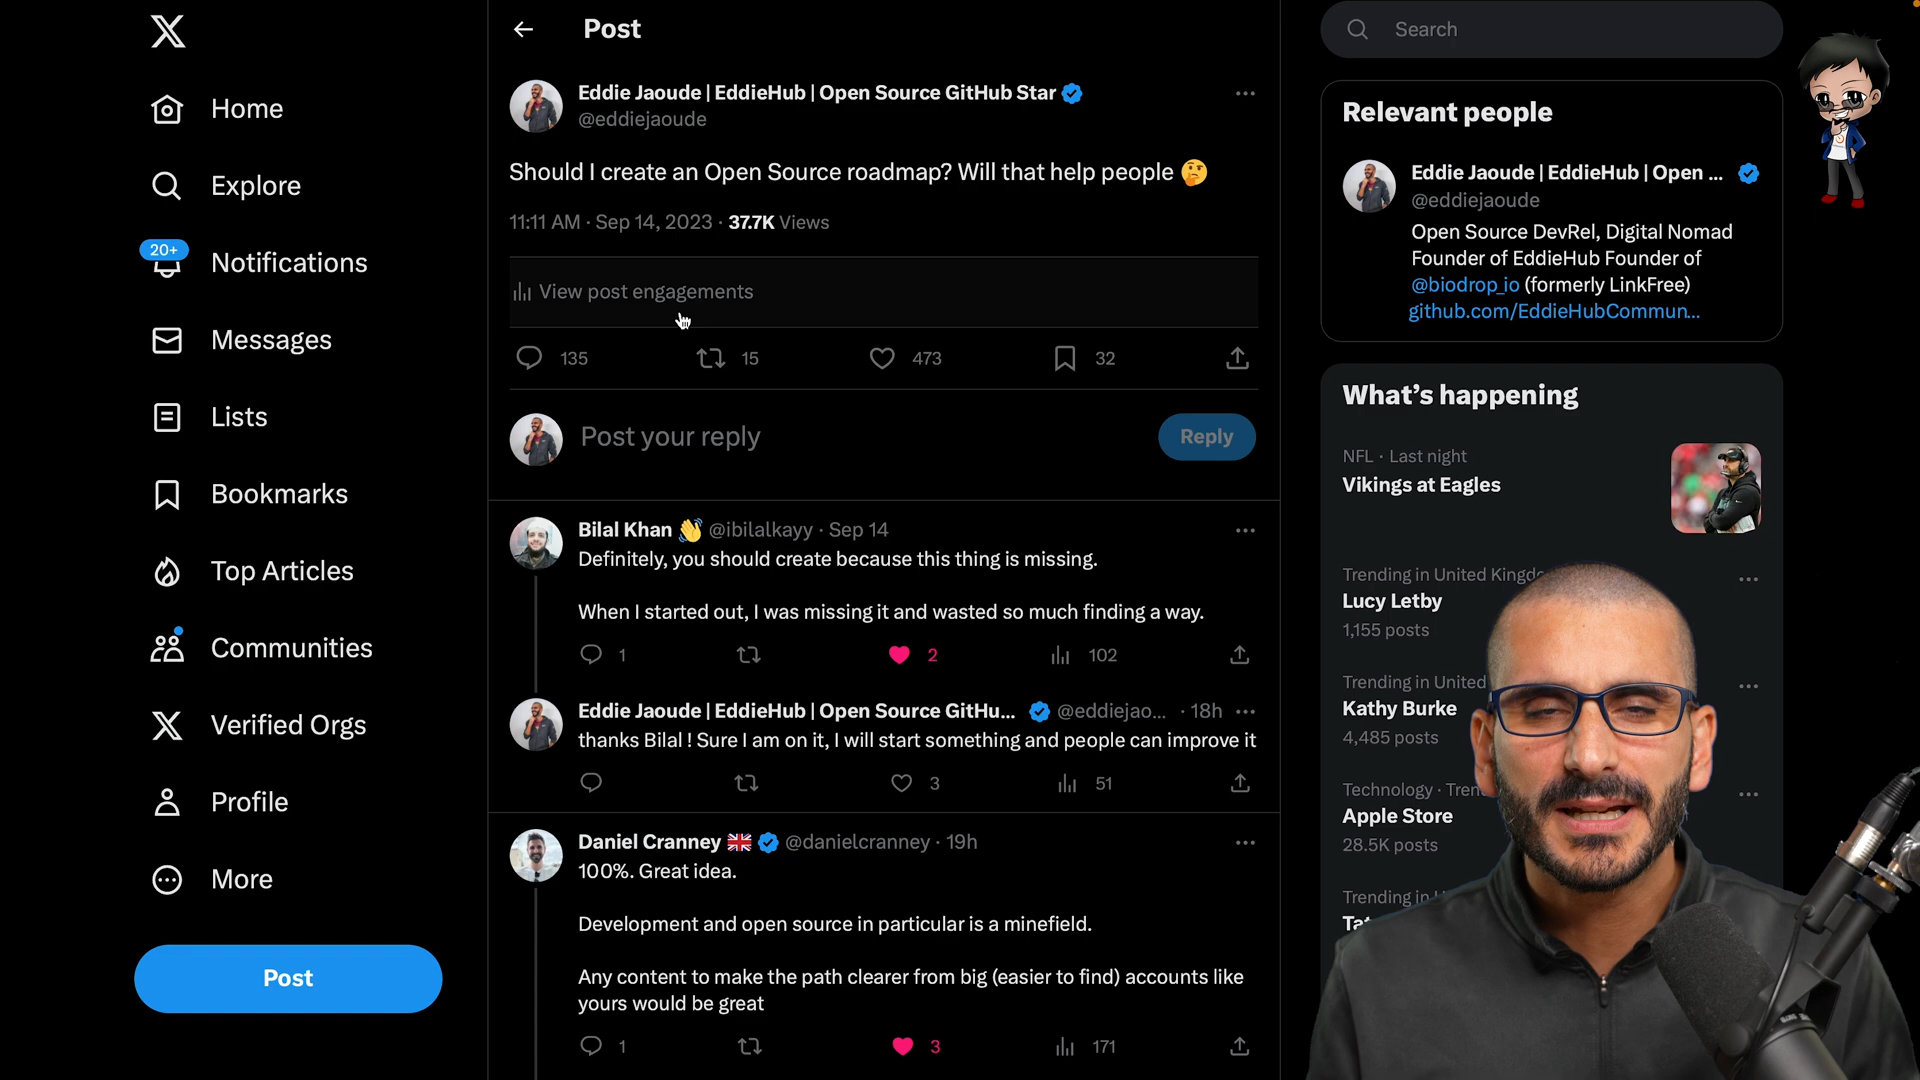 Home
Explore
20+
Notifications
Messages
Lists
Bookmarks
Top Articles
Communities
Verified Orgs
Profile
More
Post
Post
Eddie Jaoude | EddieHub | Open Source GitHub Star
@eddiejaoude
Should I create an Open Source roadmap? Will that help people 🤔
11:11 AM · Sep 14, 2023 · 37.7K Views
View post engagements
135 15 473 32
Post your reply
Reply
Bilal Khan 👋 @ibilalkayy · Sep 14
Definitely, you should create because this thing is missing.
When I started out, I was missing it and wasted so much finding a way.
1 2 102
Eddie Jaoude | EddieHub | Open Source GitHu... @eddiejao... · 18h
thanks Bilal ! Sure I am on it, I will start something and people can improve it
3 51
Daniel Cranney 🇬🇧 @danielcranney · 19h
100%. Great idea.
Development and open source in particular is a minefield.
Any content to make the path clearer from big (easier to find) accounts like
yours would be great
1 3 171
Search
Relevant people
Eddie Jaoude | EddieHub | Open ...
@eddiejaoude
Open Source DevRel, Digital Nomad
Founder of EddieHub Founder of
@biodrop_io (formerly LinkFree)
github.com/EddieHubCommun...
What's happening
NFL · Last night
Vikings at Eagles
Trending in United
Lucy Letby
1,155 posts
Trending in United
Kathy Burke
4,485 posts
Technology ·
Apple Store
28.5K posts
Trending in